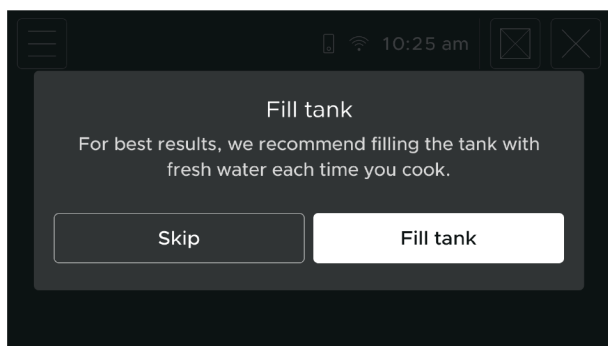 10:25 am
Fill tank
For best results, we recommend filling the tank with
fresh water each time you cook.
Skip
Fill tank